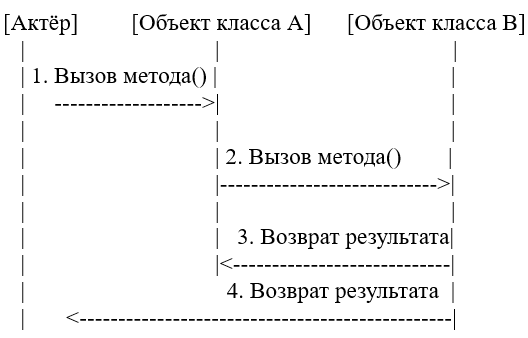 [Актёр] [Объект класса A] [Объект класса B]
1. Вызов метода()
2. Вызов метода()
3. Возврат результата
4. Возврат результата